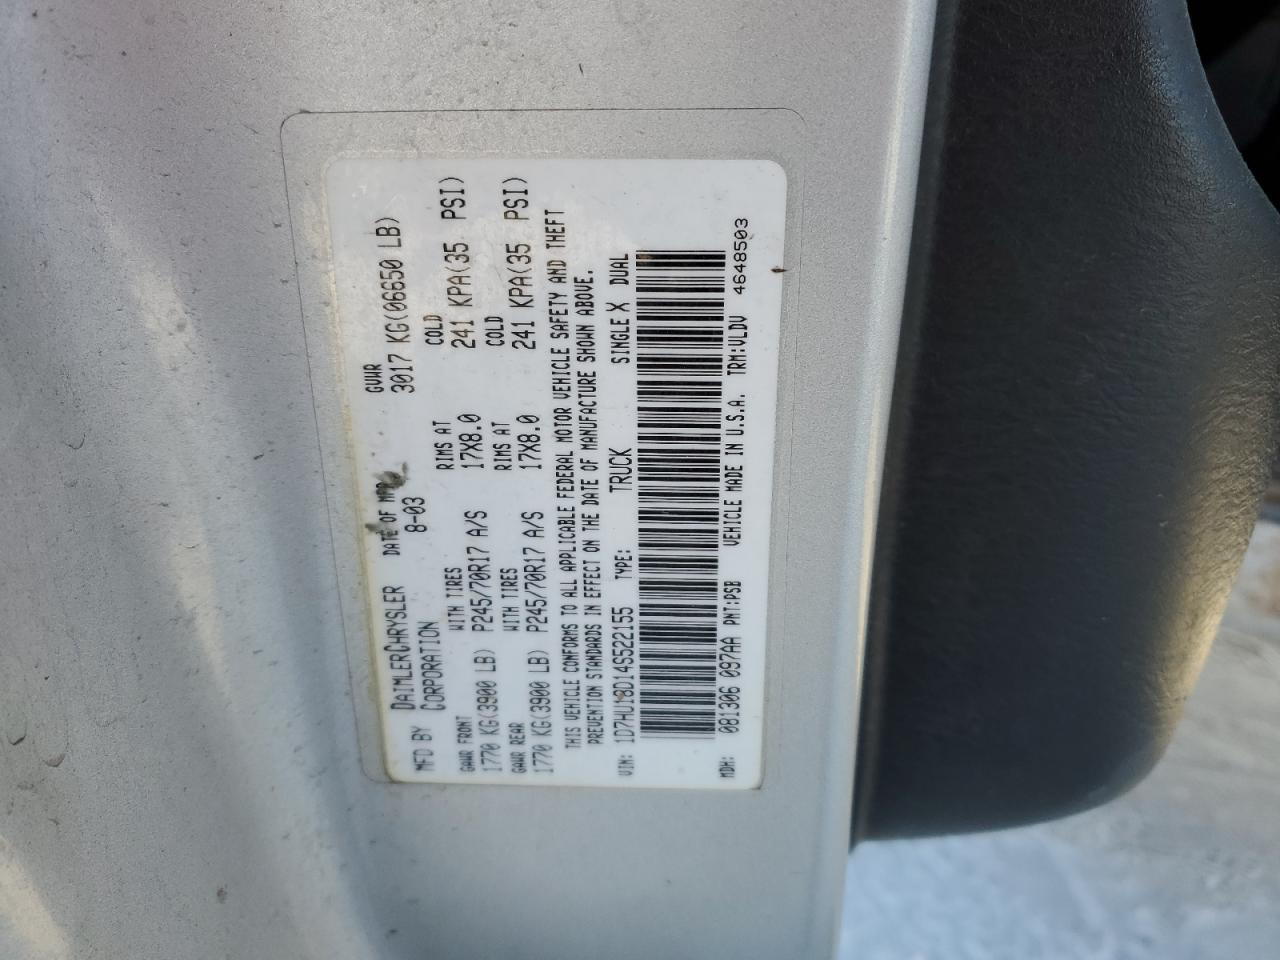 MFD BY DAIMLERCHRYSLER CORPORATION DATE OF MFR 8-03 GVWR 3017 KG(06650 LB)
GAWR FRONT WITH TIRES RIMS AT COLD
1770 KG(3900 LB) P245/70R17 A/S 17X8.0 241 KPA(35 PSI)
GAWR REAR WITH TIRES RIMS AT COLD
1770 KG(3900 LB) P245/70R17 A/S 17X8.0 241 KPA(35 PSI)
THIS VEHICLE CONFORMS TO ALL APPLICABLE FEDERAL MOTOR VEHICLE SAFETY AND THEFT
PREVENTION STANDARDS IN EFFECT ON THE DATE OF MANUFACTURE SHOWN ABOVE.
VIN: 1D7HU18D14S522155 TYPE: TRUCK SINGLE X DUAL
MDH: 081306 097AA PNT:PSB VEHICLE MADE IN U.S.A. TRM:VLDV 4648503